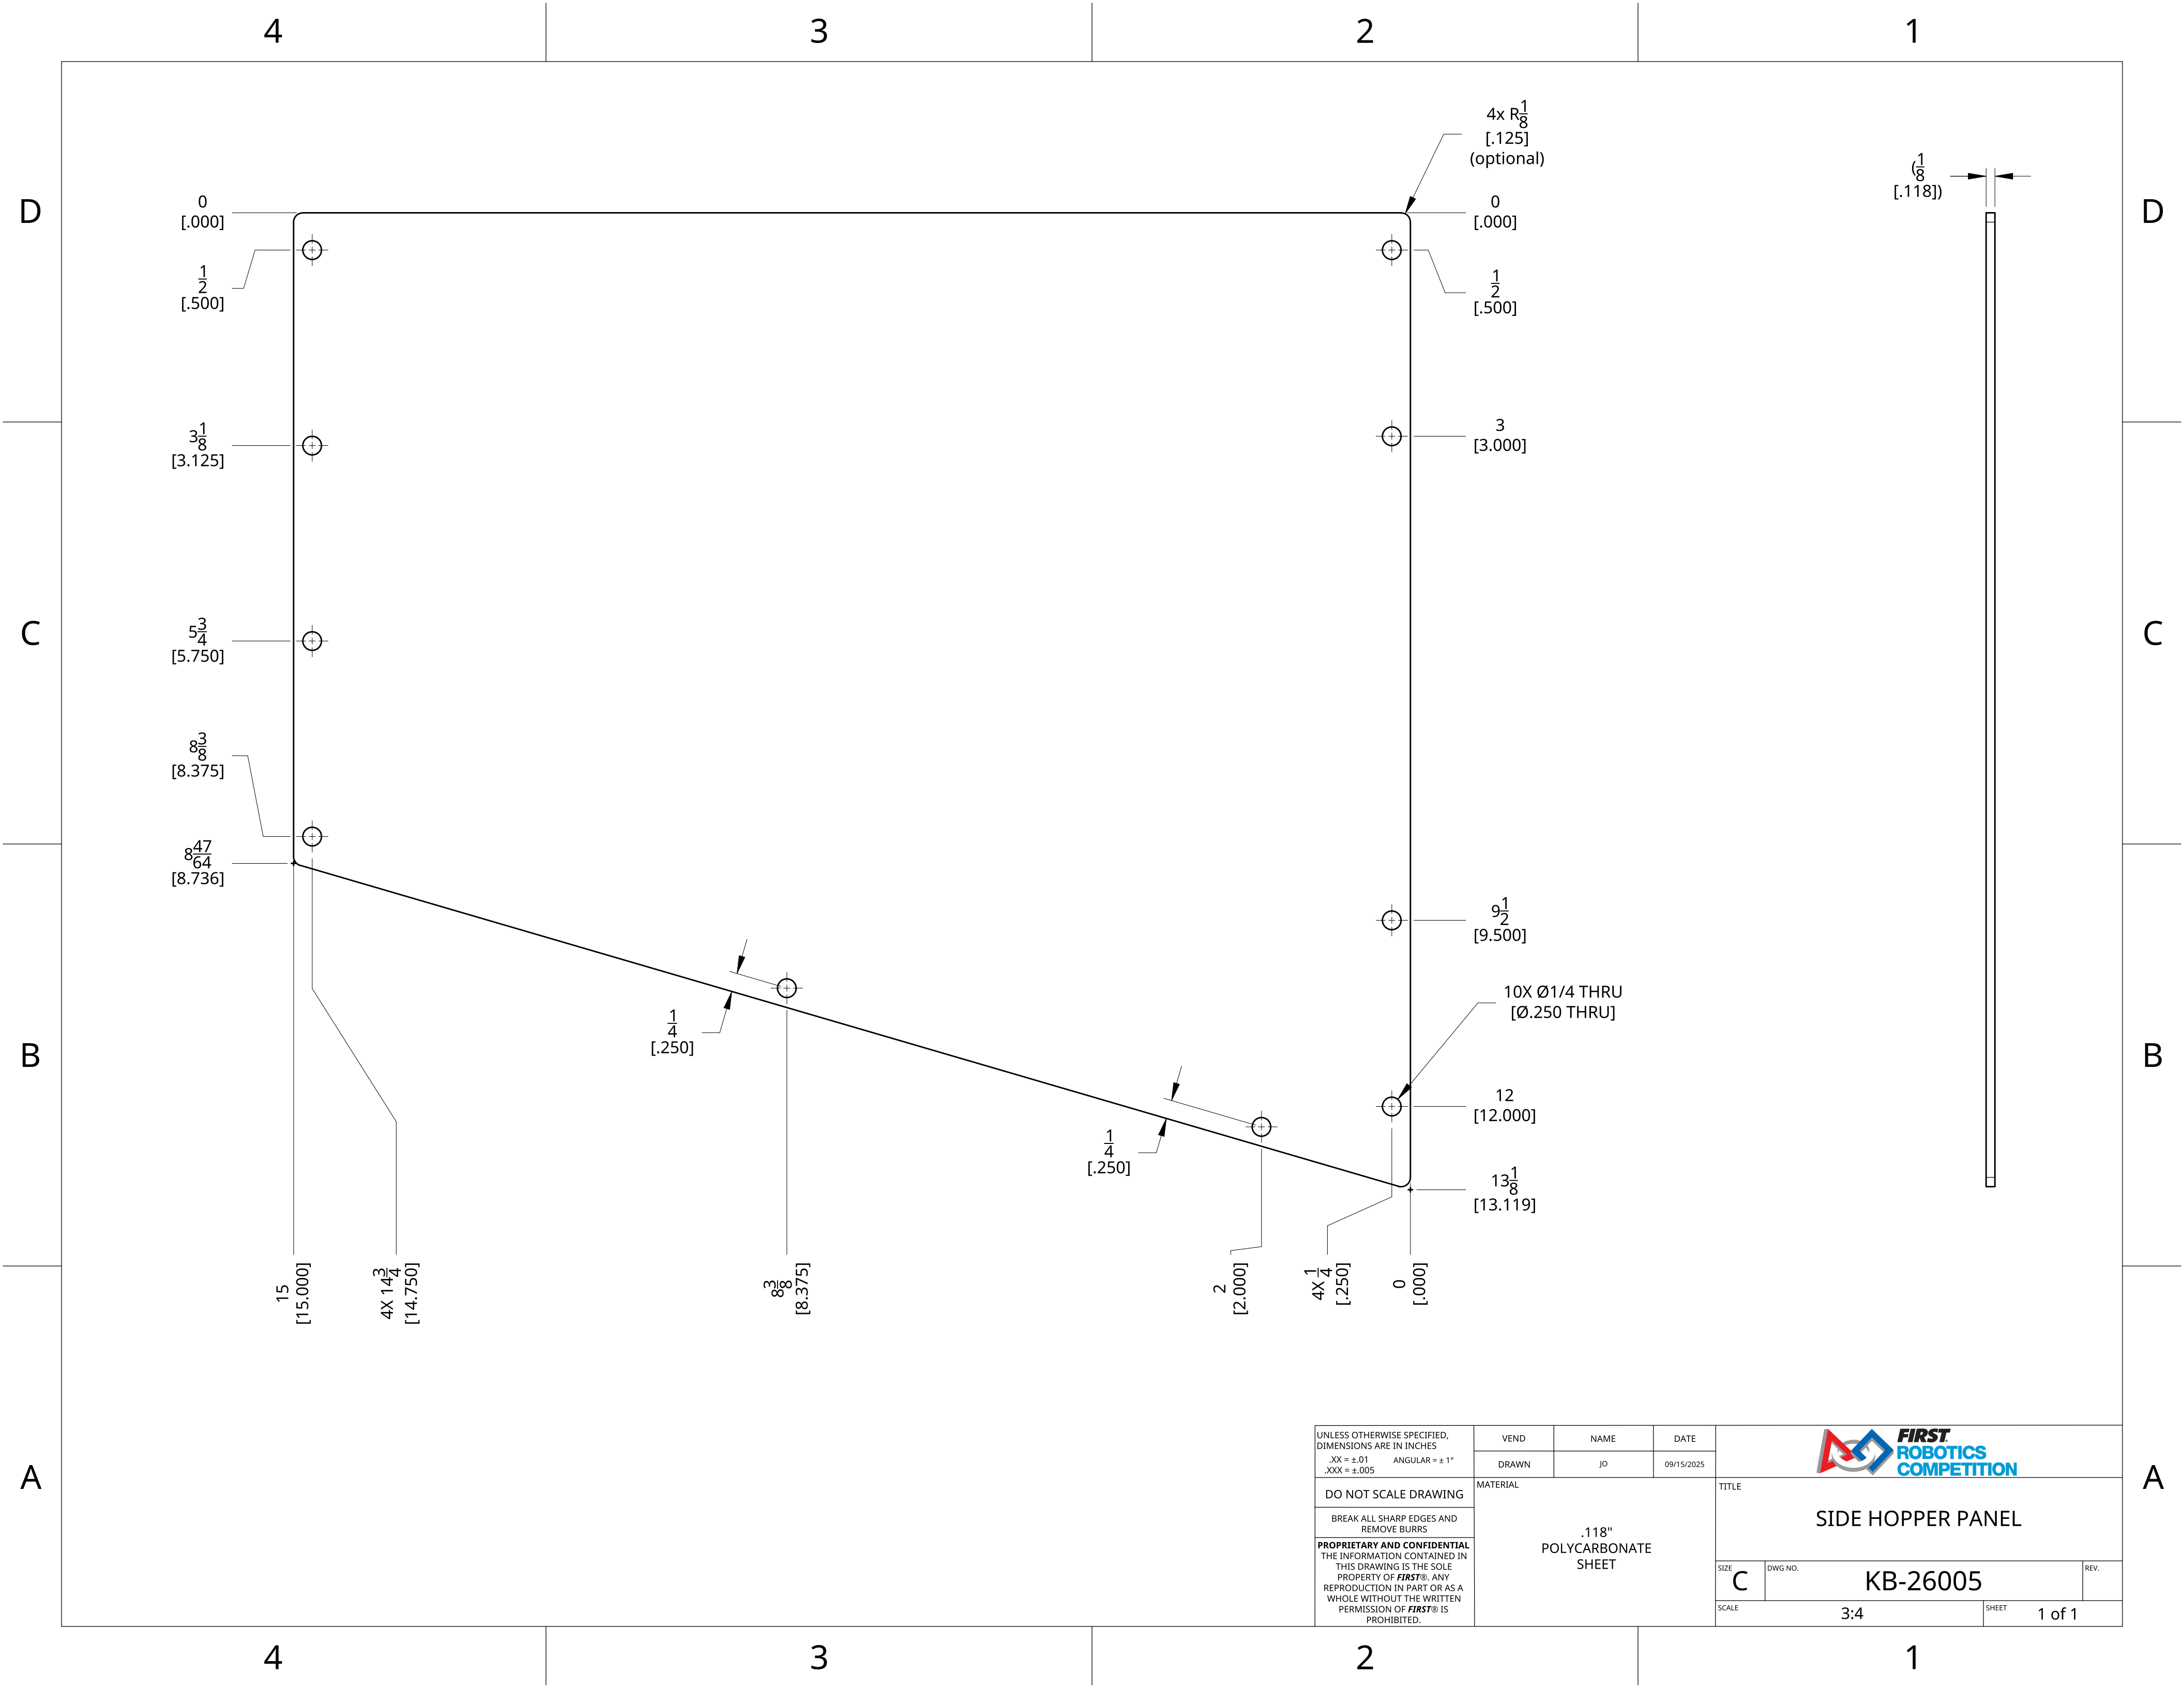 4 3 2 1
D D
C C
B B
A A
4x R1/8
[.125]
(optional)
0
[.000]
1/2
[.500]
3 1/8
[3.125]
5 3/4
[5.750]
8 3/8
[8.375]
8 47/64
[8.736]
0
[.000]
1/2
[.500]
3
[3.000]
9 1/2
[9.500]
10X Ø1/4 THRU
[Ø.250 THRU]
12
[12.000]
13 1/8
[13.119]
(1/8
[.118])
1/4
[.250]
1/4
[.250]
15
[15.000]
4X 14 3/4
[14.750]
8 3/8
[8.375]
2
[2.000]
4X 1/4
[.250]
0
[.000]
UNLESS OTHERWISE SPECIFIED,
DIMENSIONS ARE IN INCHES
.XX = ±.01 ANGULAR = ± 1°
.XXX = ±.005
DO NOT SCALE DRAWING
BREAK ALL SHARP EDGES AND
REMOVE BURRS
PROPRIETARY AND CONFIDENTIAL
THE INFORMATION CONTAINED IN
THIS DRAWING IS THE SOLE
PROPERTY OF FIRST®. ANY
REPRODUCTION IN PART OR AS A
WHOLE WITHOUT THE WRITTEN
PERMISSION OF FIRST® IS
PROHIBITED.
VEND NAME DATE
DRAWN JO 09/15/2025
MATERIAL
.118"
POLYCARBONATE
SHEET
FIRST
ROBOTICS
COMPETITION
TITLE
SIDE HOPPER PANEL
SIZE
C
DWG NO.
KB-26005
REV.
SCALE
3:4
SHEET
1 of 1
4 3 2 1